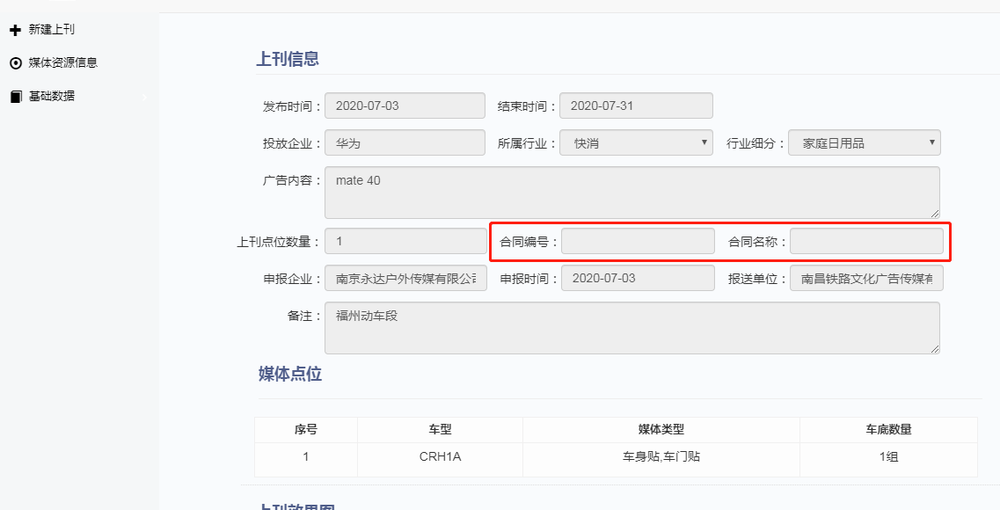 新建上刊
媒体资源信息
基础数据
上刊信息
发布时间： 2020-07-03 结束时间： 2020-07-31
投放企业： 华为 所属行业： 快消 行业细分： 家庭日用品
广告内容： mate 40
上刊点位数量： 1 合同编号： 合同名称：
申报企业： 南京永达户外传媒有限公司 申报时间： 2020-07-03 报送单位： 南昌铁路文化广告传媒有
备注： 福州动车段
媒体点位
序号 车型 媒体类型 车底数量
1 CRH1A 车身贴,车门贴 1组
上刊效果图